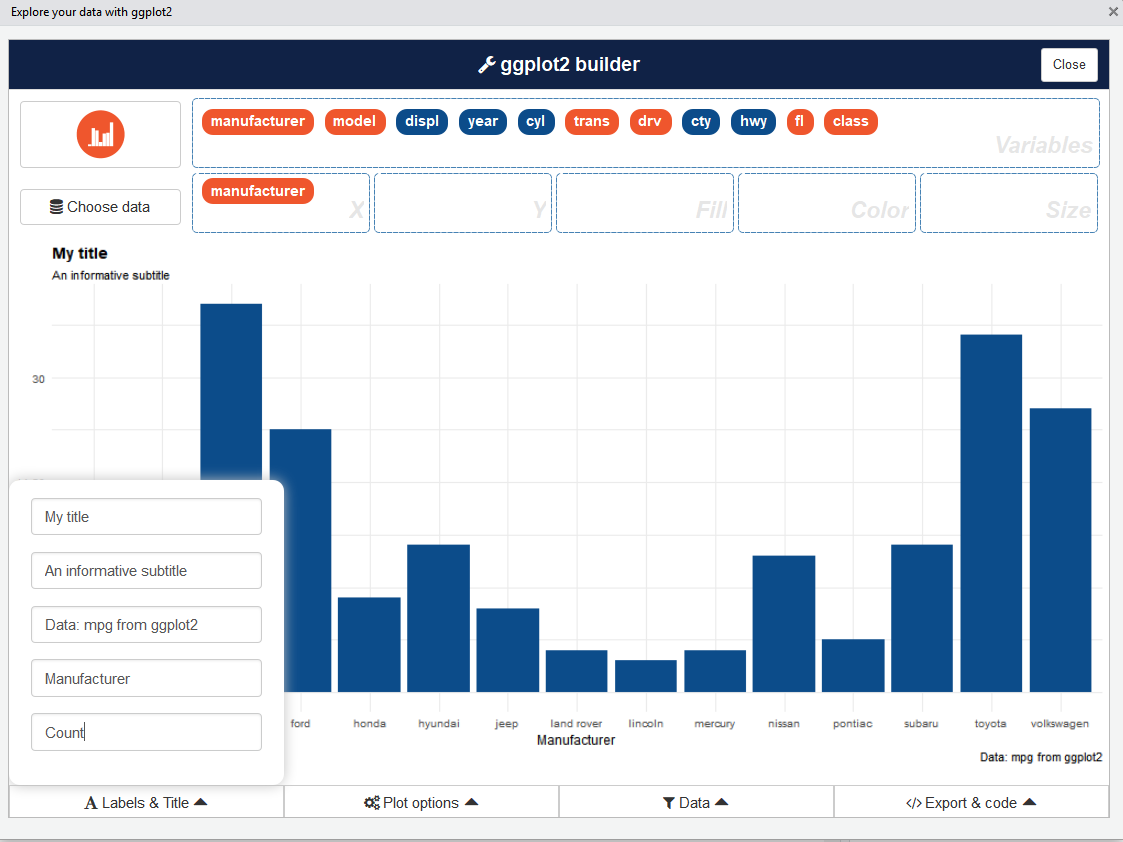 Explore your data with ggplot2
ggplot2 builder
Close
manufacturer model displ year cyl trans drv cty hwy fl class
Variables
Choose data
manufacturer
X Y Fill Color Size
My title
An informative subtitle
30
My title
An informative subtitle
Data: mpg from ggplot2
Manufacturer
Count
ford honda hyundai jeep land rover lincoln mercury nissan pontiac subaru toyota volkswagen
Manufacturer
Data: mpg from ggplot2
Labels & Title Plot options Data Export & code